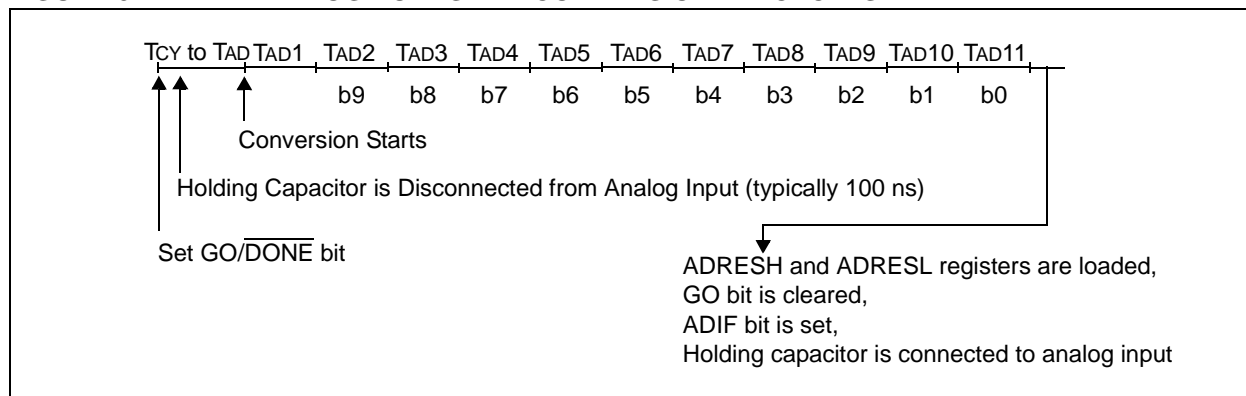 TCY to TAD TAD1 TAD2 TAD3 TAD4 TAD5 TAD6 TAD7 TAD8 TAD9 TAD10 TAD11
b9 b8 b7 b6 b5 b4 b3 b2 b1 b0
Conversion Starts
Holding Capacitor is Disconnected from Analog Input (typically 100 ns)
Set GO/DONE bit
ADRESH and ADRESL registers are loaded,
GO bit is cleared,
ADIF bit is set,
Holding capacitor is connected to analog input